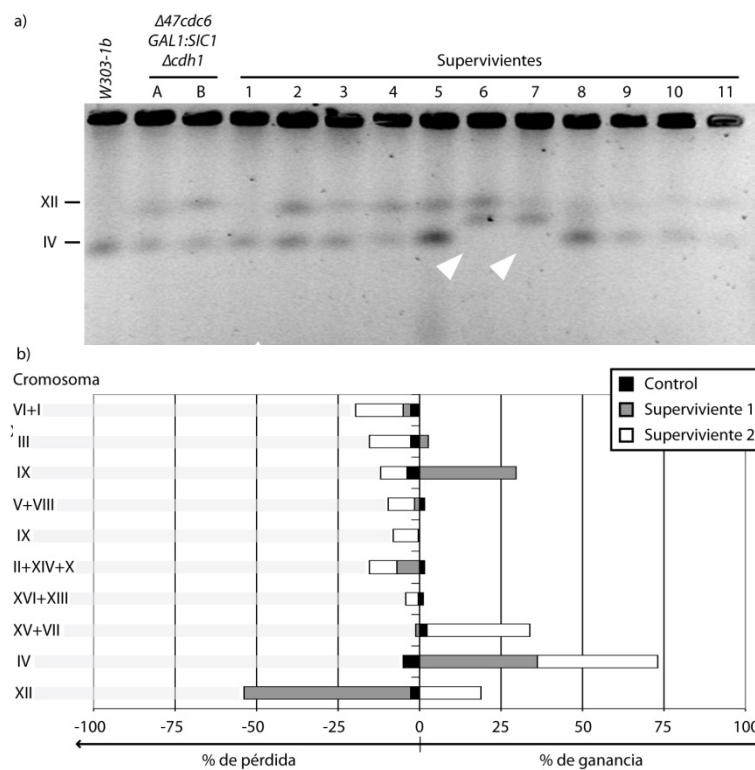 a)
W303-1b
Δ47cdc6
GAL1:SIC1
Δcdh1
Supervivientes
A B 1 2 3 4 5 6 7 8 9 10 11
XII
IV
b)
Cromosoma
Control
Superviviente 1
Superviviente 2
VI+I
III
IX
V+VIII
IX
II+XIV+X
XVI+XIII
XV+VII
IV
XII
-100 -75 -50 -25 0 25 50 75 100
% de pérdida % de ganancia